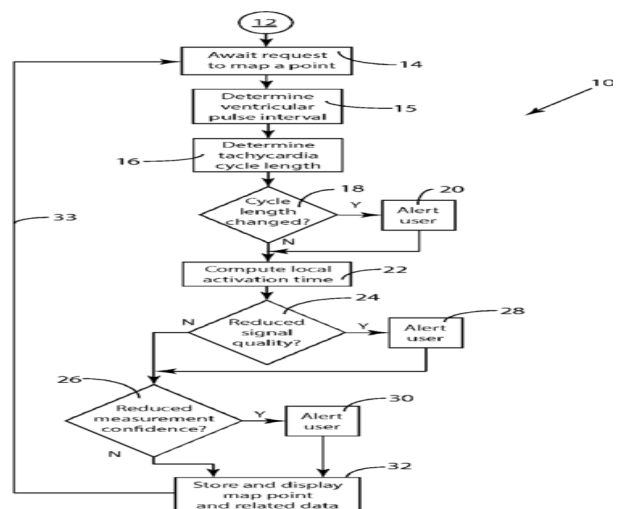 12
Await request
to map a point
14
10
Determine
ventricular
pulse interval
15
Determine
tachycardia
cycle length
16
Cycle
length
changed?
18
Y
N
Alert
user
20
33
Compute local
activation time
22
Reduced
signal
quality?
24
N
Y
Alert
user
28
26
Reduced
measurement
confidence?
Y
N
Alert
user
30
Store and display
map point
and related data
32